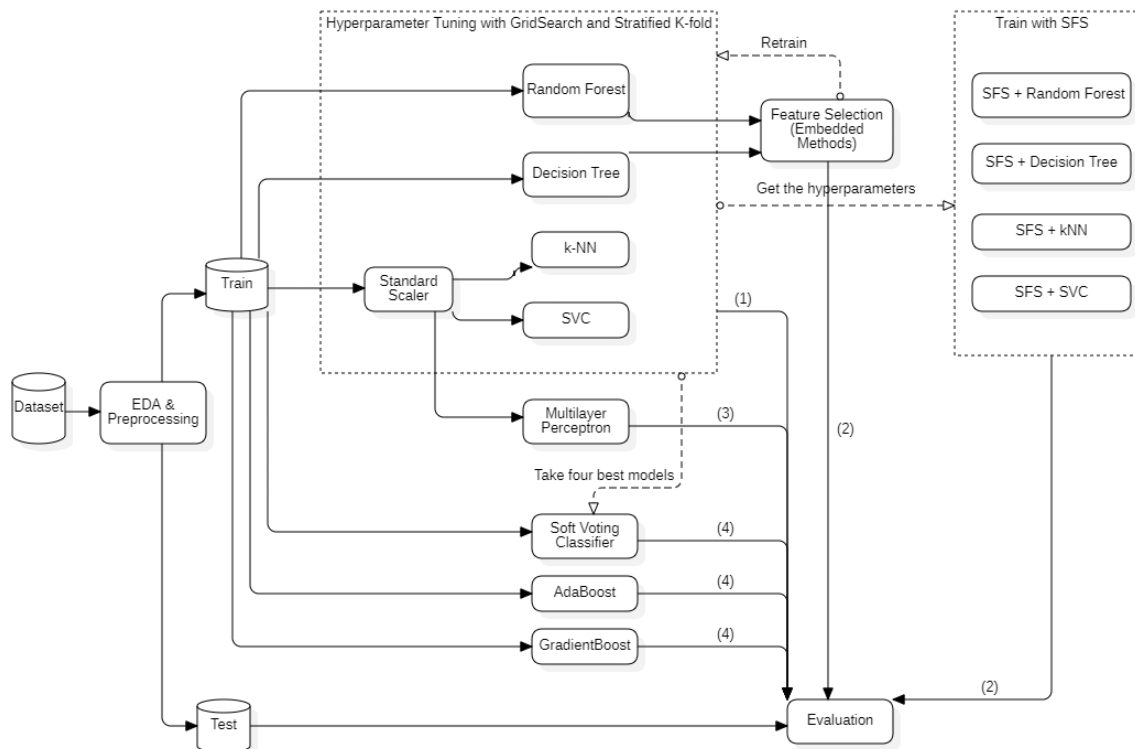 Hyperparameter Tuning with GridSearch and Stratified K-fold
Train with SFS
Retrain
Random Forest
Feature Selection
(Embedded
Methods)
SFS + Random Forest
Decision Tree
SFS + Decision Tree
Get the hyperparameters
k-NN
SFS + kNN
Train
Standard
Scaler
SVC
(1)
SFS + SVC
Dataset
EDA &
Preprocessing
Multilayer
Perceptron
(3)
(2)
Take four best models
Soft Voting
Classifier
(4)
AdaBoost
(4)
GradientBoost
(4)
(2)
Test
Evaluation